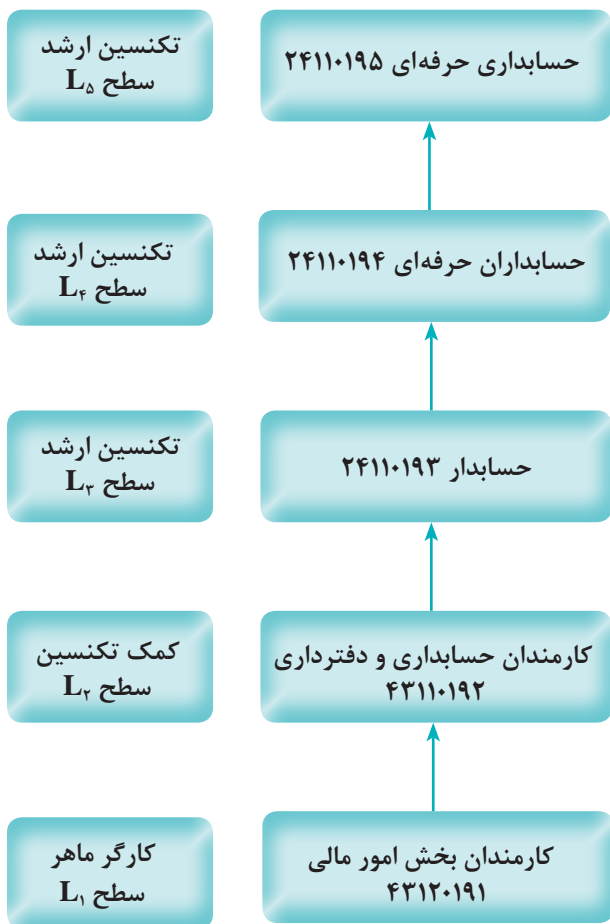 حسابداری حرفه‌ای ۲۴۱۱۰۱۹۵
تکنسین ارشد
سطح L۵
حسابداران حرفه‌ای ۲۴۱۱۰۱۹۴
تکنسین ارشد
سطح L۴
حسابدار ۲۴۱۱۰۱۹۳
تکنسین ارشد
سطح L۳
کارمندان حسابداری و دفترداری
۴۳۱۱۰۱۹۲
کمک تکنسین
سطح L۲
کارمندان بخش امور مالی
۴۳۱۲۰۱۹۱
کارگر ماهر
سطح L۱